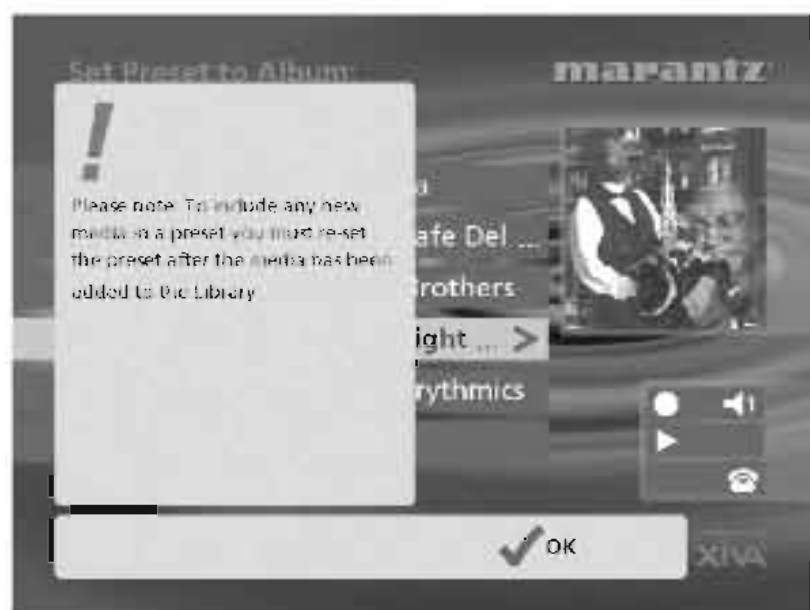 Set Preset to Album:
marantz
!
Please note: To include any new
media in a preset you must re-set
the preset after the media has been
added to the Library
afe Del ...
rothers
ight ... >
rythmics
1
OK
XIVA